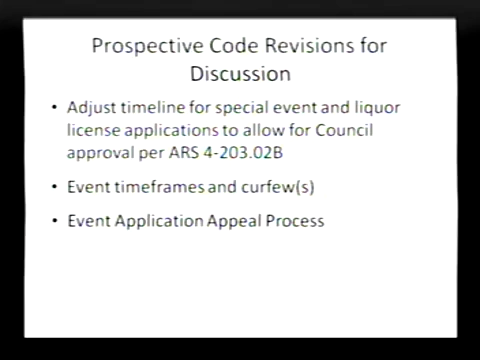 Prospective Code Revisions for
Discussion
• Adjust timeline for special event and liquor
license applications to allow for Council
approval per ARS 4-203.02B
• Event timeframes and curfew(s)
• Event Application Appeal Process